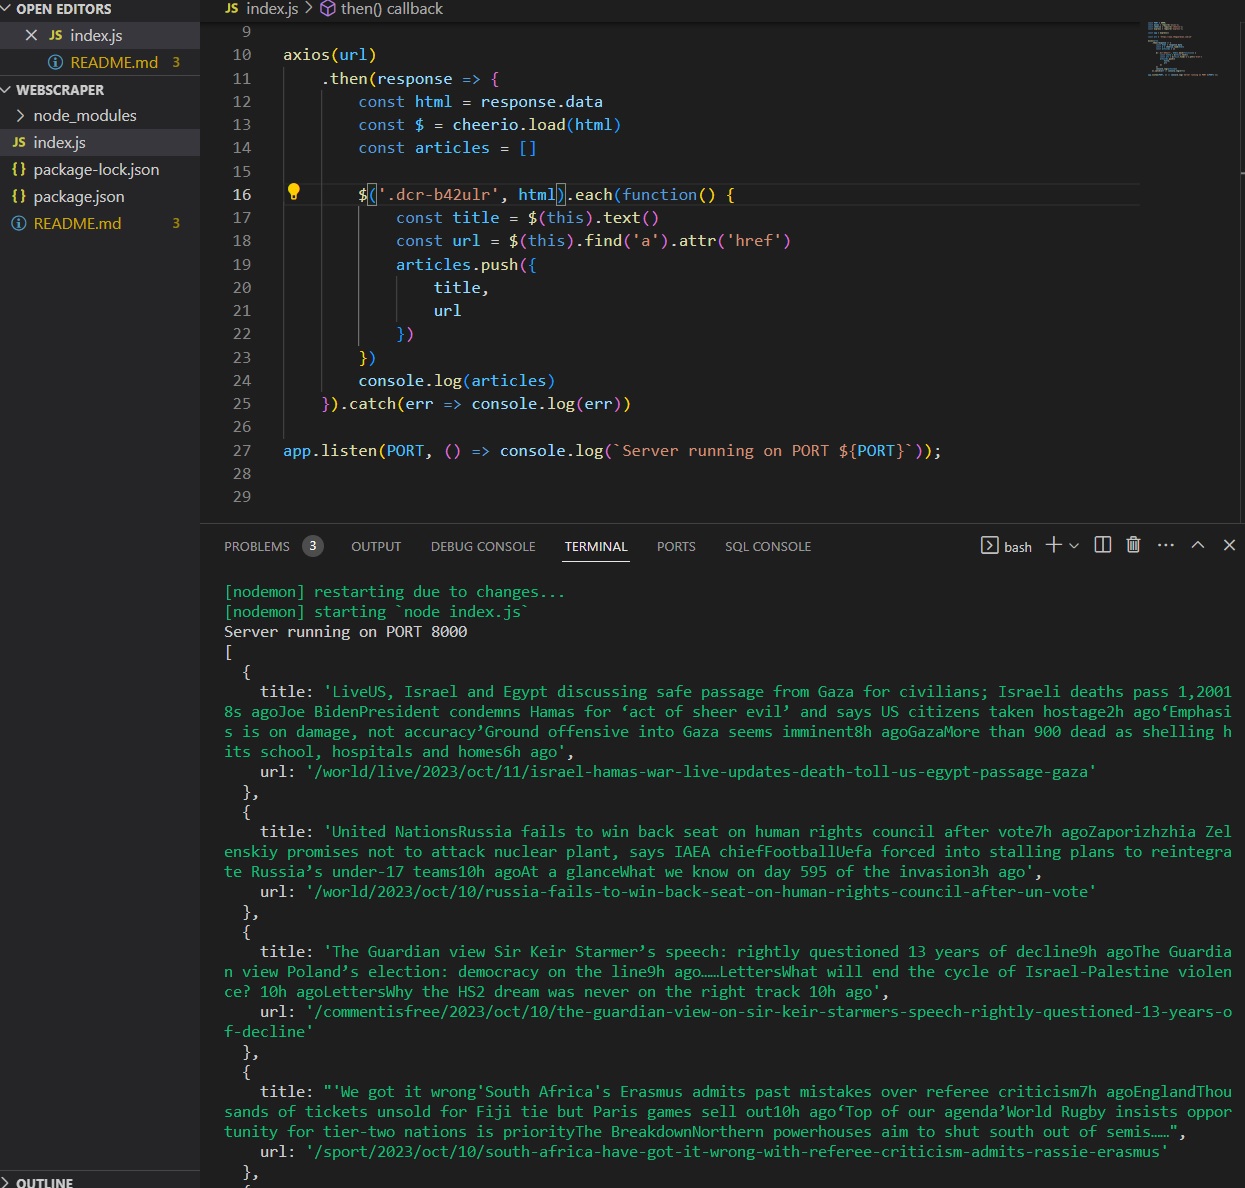 OPEN EDITORS
JS index.js
README.md 3
WEBSCRAPER
node_modules
JS index.js
{} package-lock.json
{} package.json
README.md 3
OUTLINE
JS index.js > then() callback
9
10 axios(url)
11 .then(response => {
12 const html = response.data
13 const $ = cheerio.load(html)
14 const articles = []
15
16 $('.dcr-b42ulr', html).each(function() {
17 const title = $(this).text()
18 const url = $(this).find('a').attr('href')
19 articles.push({
20 title,
21 url
22 })
23 })
24 console.log(articles)
25 }).catch(err => console.log(err))
26
27 app.listen(PORT, () => console.log(`Server running on PORT ${PORT}`));
28
29
PROBLEMS 3 OUTPUT DEBUG CONSOLE TERMINAL PORTS SQL CONSOLE bash
[nodemon] restarting due to changes...
[nodemon] starting `node index.js`
Server running on PORT 8000
[
{
title: 'LiveUS, Israel and Egypt discussing safe passage from Gaza for civilians; Israeli deaths pass 1,2001
8s agoJoe BidenPresident condemns Hamas for ‘act of sheer evil’ and says US citizens taken hostage2h ago‘Emphasi
s is on damage, not accuracy’Ground offensive into Gaza seems imminent8h agoGazaMore than 900 dead as shelling h
its school, hospitals and homes6h ago',
url: '/world/live/2023/oct/11/israel-hamas-war-live-updates-death-toll-us-egypt-passage-gaza'
},
{
title: 'United NationsRussia fails to win back seat on human rights council after vote7h agoZaporizhzhia Zel
enskiy promises not to attack nuclear plant, says IAEA chiefFootballUefa forced into stalling plans to reintegra
te Russia’s under-17 teams10h agoAt a glanceWhat we know on day 595 of the invasion3h ago',
url: '/world/2023/oct/10/russia-fails-to-win-back-seat-on-human-rights-council-after-un-vote'
},
{
title: 'The Guardian view Sir Keir Starmer’s speech: rightly questioned 13 years of decline9h agoThe Guardia
n view Poland’s election: democracy on the line9h ago……LettersWhat will end the cycle of Israel-Palestine violen
ce? 10h agoLettersWhy the HS2 dream was never on the right track 10h ago',
url: '/commentisfree/2023/oct/10/the-guardian-view-on-sir-keir-starmers-speech-rightly-questioned-13-years-o
f-decline'
},
{
title: "'We got it wrong'South Africa's Erasmus admits past mistakes over referee criticism7h agoEnglandThou
sands of tickets unsold for Fiji tie but Paris games sell out10h ago‘Top of our agenda’World Rugby insists oppor
tunity for tier-two nations is priorityThe BreakdownNorthern powerhouses aim to shut south out of semis……",
url: '/sport/2023/oct/10/south-africa-have-got-it-wrong-with-referee-criticism-admits-rassie-erasmus'
},